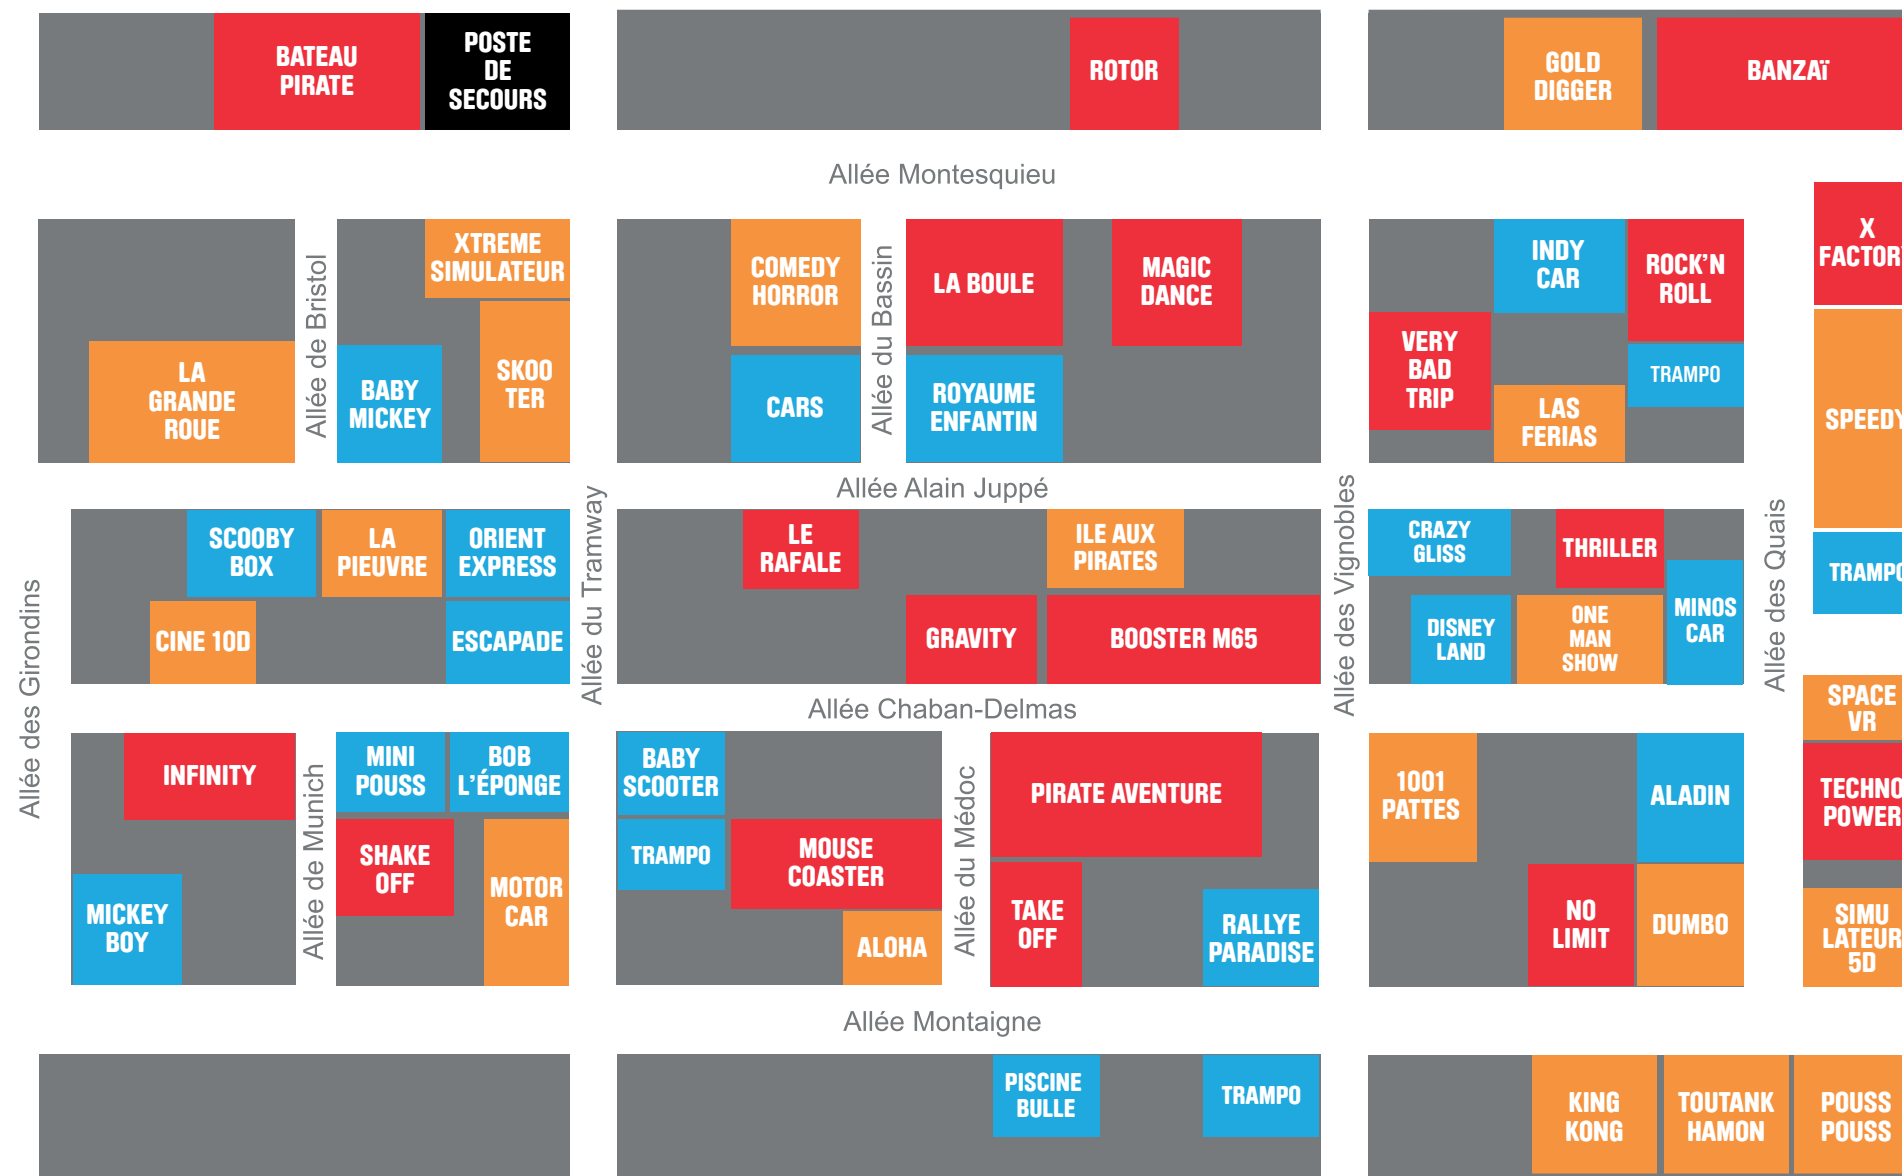 BATEAU
PIRATE
POSTE
DE
SECOURS
ROTOR
GOLD
DIGGER
BANZAï
Allée Montesquieu
X
FACTORY
XTREME
SIMULATEUR
LA
GRANDE
ROUE
Allée de Bristol
BABY
MICKEY
SKOO
TER
COMEDY
HORROR
CARS
Allée du Bassin
LA BOULE
MAGIC
DANCE
ROYAUME
ENFANTIN
INDY
CAR
ROCK'N
ROLL
VERY
BAD
TRIP
LAS
FERIAS
TRAMPO
SPEEDY
Allée Alain Juppé
Allée des Girondins
SCOOBY
BOX
LA
PIEUVRE
ORIENT
EXPRESS
CINE 10D
ESCAPADE
Allée du Tramway
LE
RAFALE
ILE AUX
PIRATES
GRAVITY
BOOSTER M65
Allée des Vignobles
CRAZY
GLISS
THRILLER
DISNEY
LAND
ONE
MAN
SHOW
MINOS
CAR
Allée des Quais
TRAMPO
Allée Chaban-Delmas
SPACE
VR
INFINITY
MICKEY
BOY
Allée de Munich
MINI
POUSS
BOB
L'ÉPONGE
SHAKE
OFF
MOTOR
CAR
BABY
SCOOTER
TRAMPO
MOUSE
COASTER
ALOHA
Allée du Médoc
PIRATE AVENTURE
TAKE
OFF
RALLYE
PARADISE
1001
PATTES
ALADIN
NO
LIMIT
DUMBO
TECHNO
POWER
SIMU
LATEUR
5D
Allée Montaigne
PISCINE
BULLE
TRAMPO
KING
KONG
TOUTANK
HAMON
POUSS
POUSS